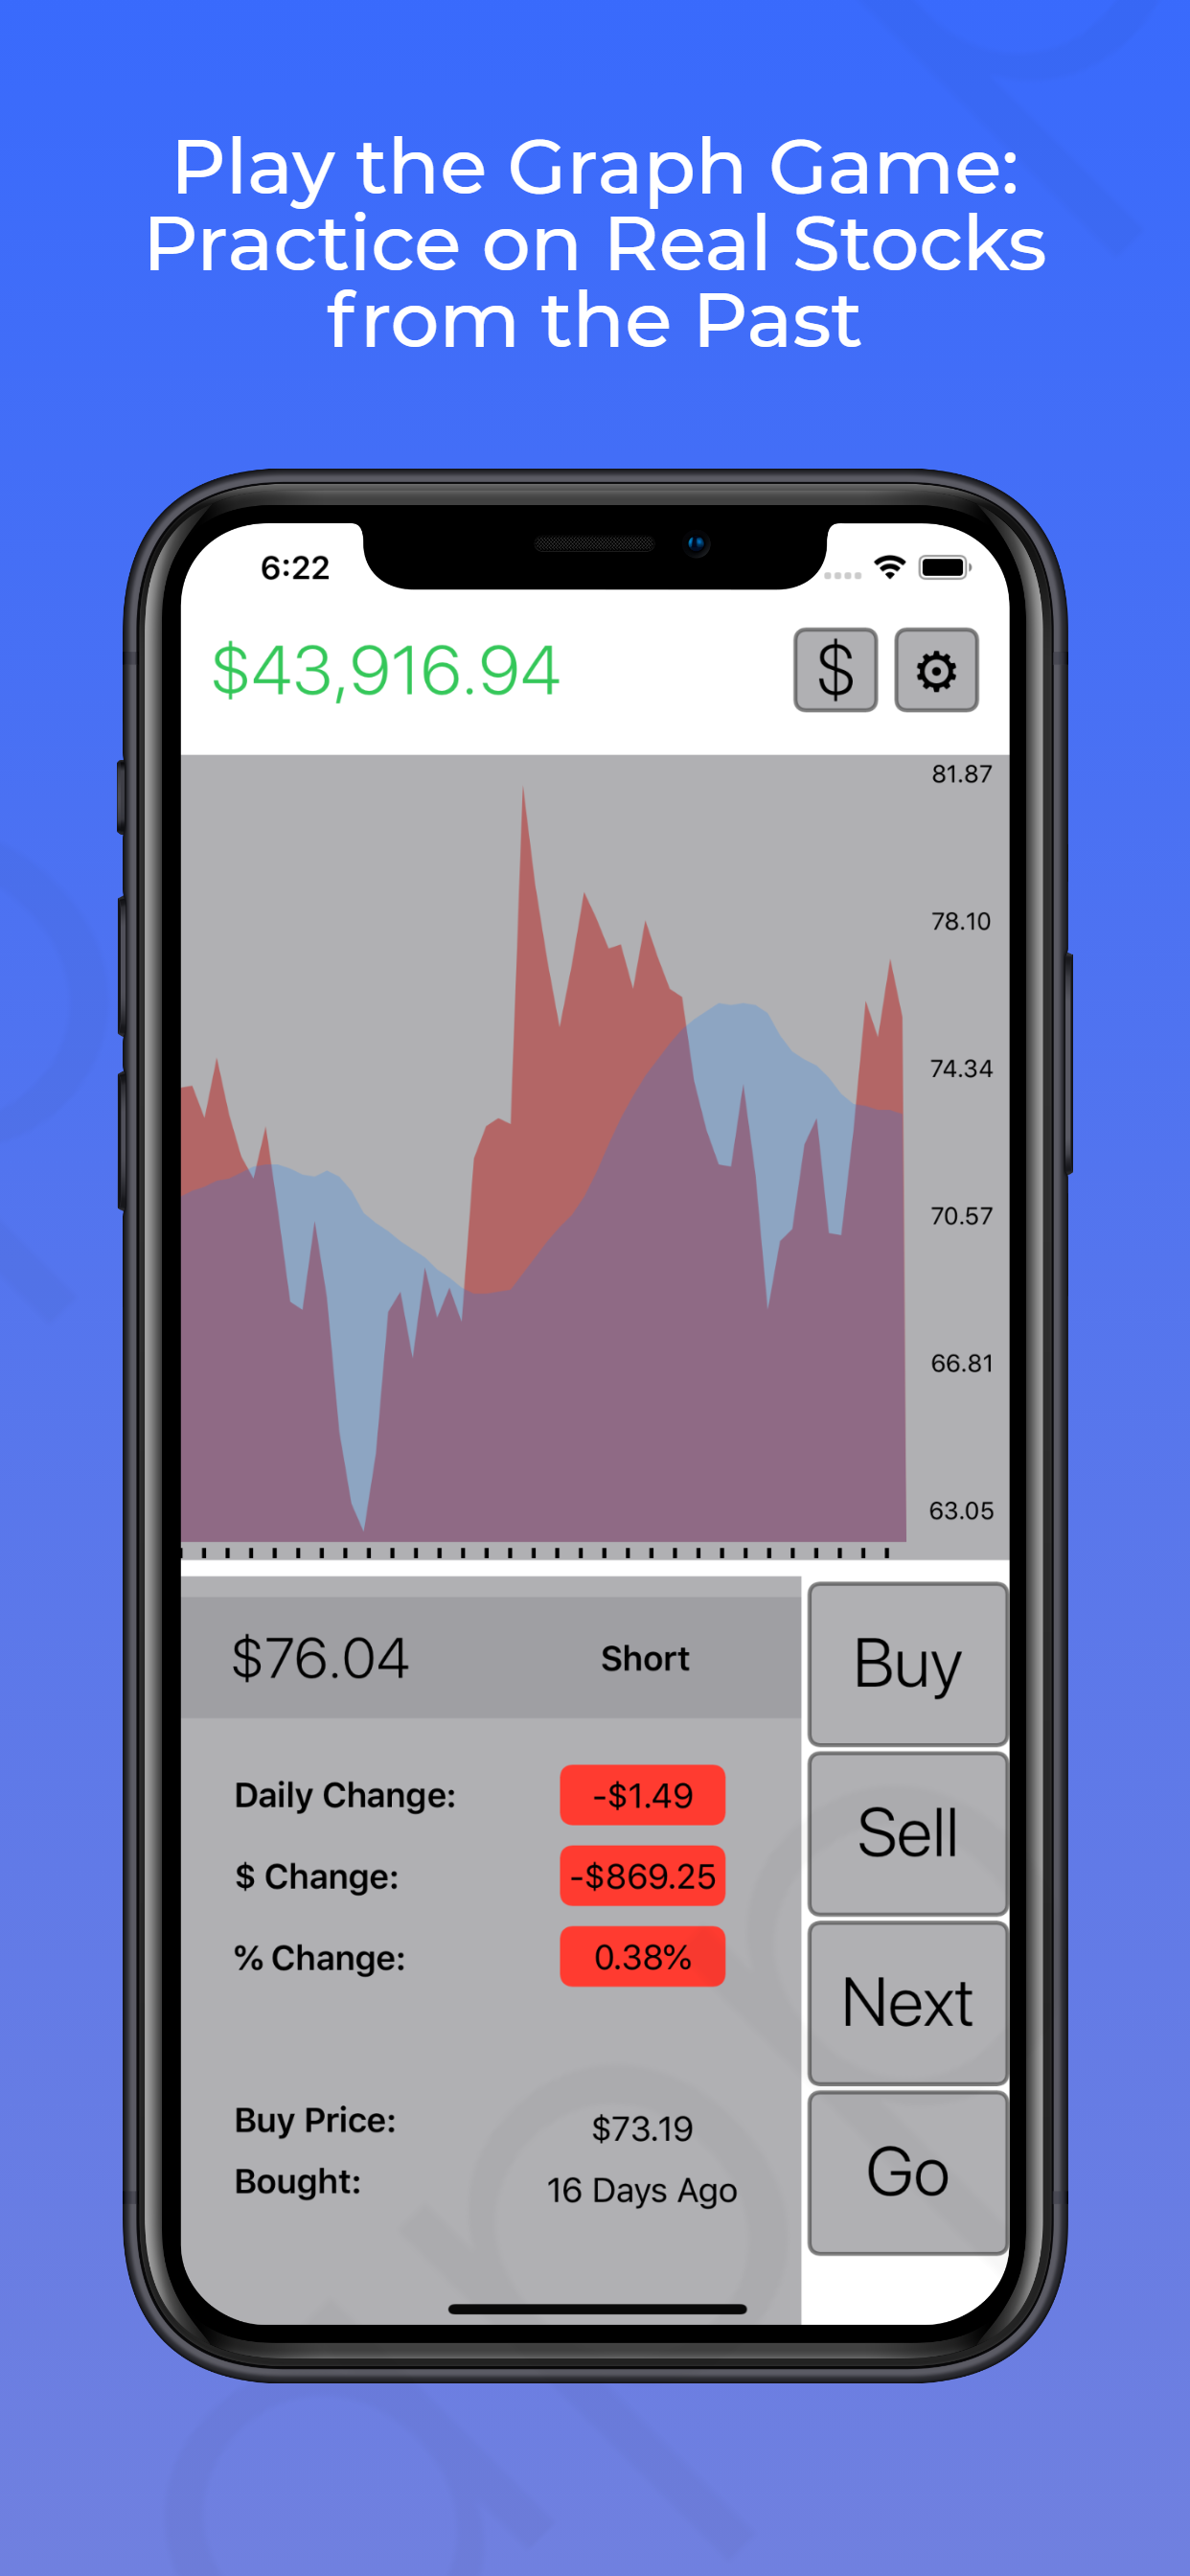 Play the Graph Game:
Practice on Real Stocks
from the Past
6:22
$43,916.94
$
81.87
78.10
74.34
70.57
66.81
63.05
$76.04 Short
Daily Change: -$1.49
$ Change: -$869.25
% Change: 0.38%
Buy Price: $73.19
Bought: 16 Days Ago
Buy
Sell
Next
Go